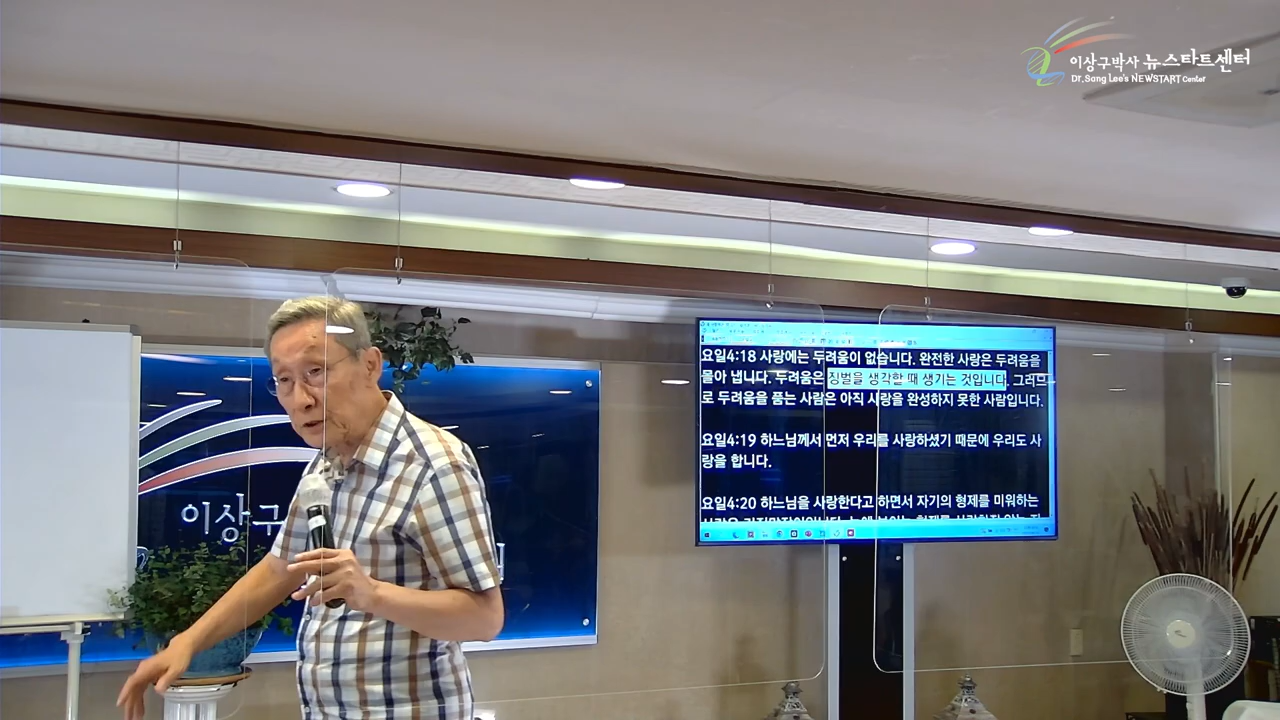 이상구박사 뉴스타트센터
Dr. Sang Lee's NEWSTART Center
요일4:18 사랑에는 두려움이 없습니다. 완전한 사랑은 두려움을
몰아 냅니다. 두려움은 징벌을 생각할 때 생기는 것입니다. 그러므
로 두려움을 품는 사람은 아직 사랑을 완성하지 못한 사람입니다.
요일4:19 하느님께서 먼저 우리를 사랑하셨기 때문에 우리도 사
랑을 합니다.
요일4:20 하느님을 사랑한다고 하면서 자기의 형제를 미워하는
이상구